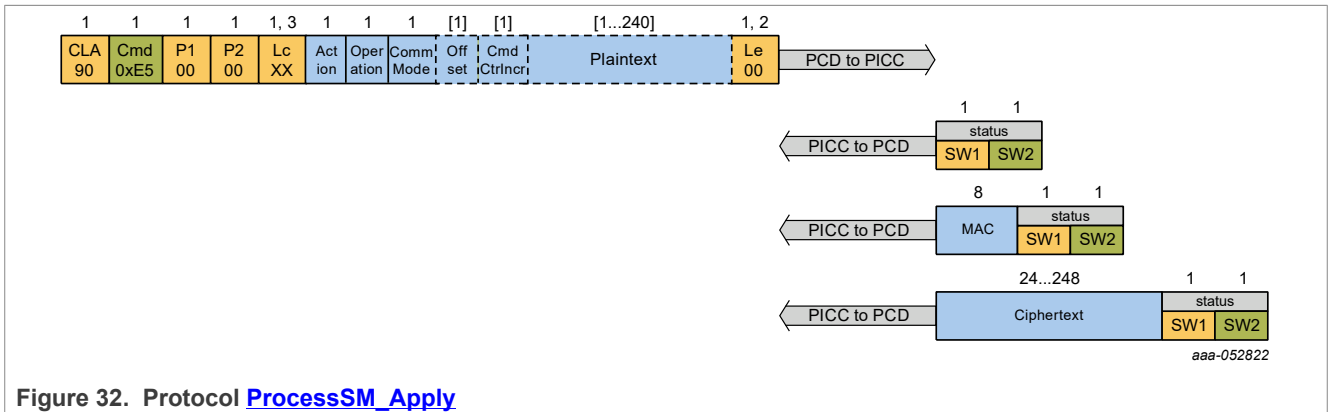 1 1 1 1 1, 3 1 1 1 [1] [1] [1...240] 1, 2
CLA Cmd P1 P2 Lc Act Oper Comm Off Cmd Plaintext Le PCD to PICC
90 0xE5 00 00 XX ion ation Mode set CtrIncr 00
1 1
status
PICC to PCD SW1 SW2
8 1 1
PICC to PCD MAC status
SW1 SW2
24...248 1 1
PICC to PCD Ciphertext status
SW1 SW2
aaa-052822
Figure 32. Protocol ProcessSM_Apply